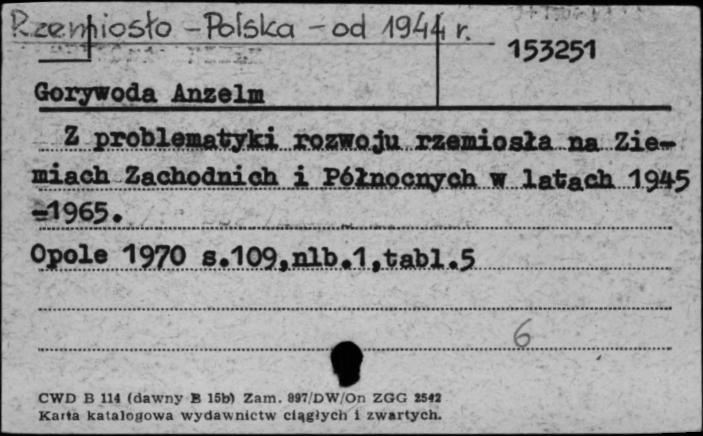 Rzemiosło - Polska - od 1944 r.
153251
Gorywoda Anzelm
Z problematyki rozwoju rzemiosła na Zie-
miach Zachodnich i Północnych w latach 1945
-1965.
Opole 1970 s.109,nlb.1,tabl.5
6
CWD B 114 (dawny B 15b) Zam. 897/DW/On ZGG 2542
Karta katalogowa wydawnictw ciągłych i zwartych.